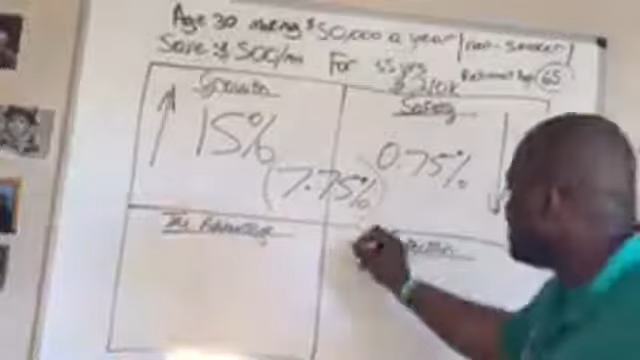 Age 30 making $50,000 a year (non-smoker)
Save $500/mo For 35 yrs
Retirement Age 65
$210K
Growth
Safety
15%
0.75%
(7.75%)